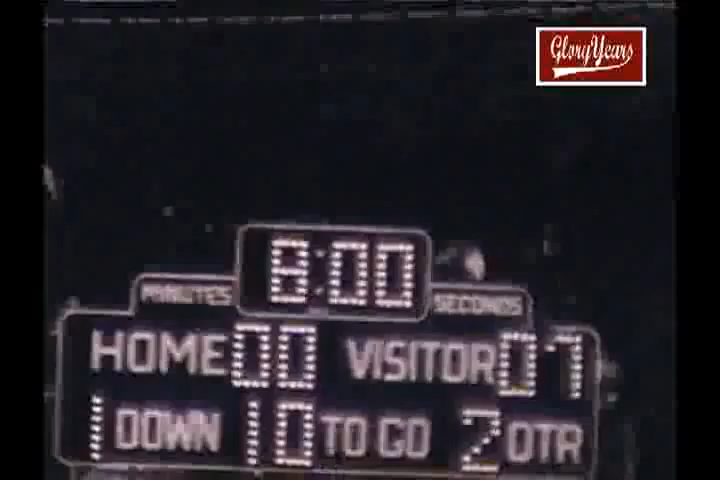 GloryYears
8:00
MINUTES SECONDS
HOME 00 VISITOR 07
1 DOWN 10 TO GO 2 QTR